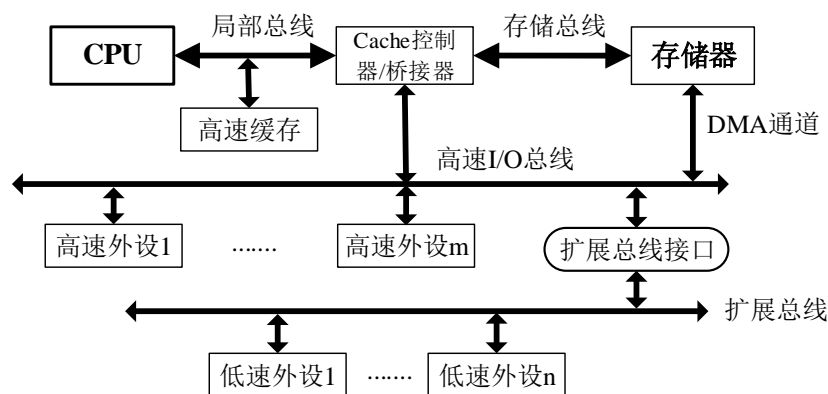 局部总线
存储总线
CPU
Cache控制
器/桥接器
存储器
高速缓存
DMA通道
高速I/O总线
高速外设1
.......
高速外设m
扩展总线接口
扩展总线
低速外设1
.......
低速外设n